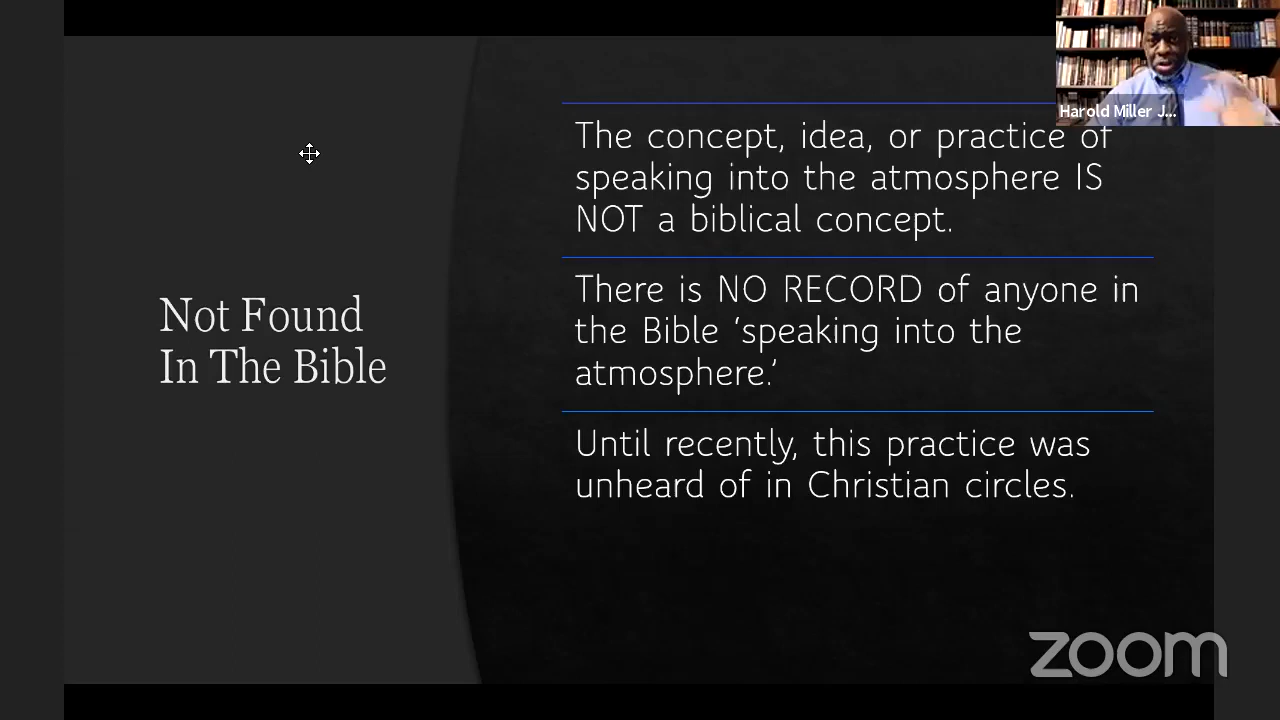 Harold Miller J...
The concept, idea, or practice of
speaking into the atmosphere IS
NOT a biblical concept.
There is NO RECORD of anyone in
the Bible ‘speaking into the
atmosphere.’
Until recently, this practice was
unheard of in Christian circles.
Not Found
In The Bible
zoom